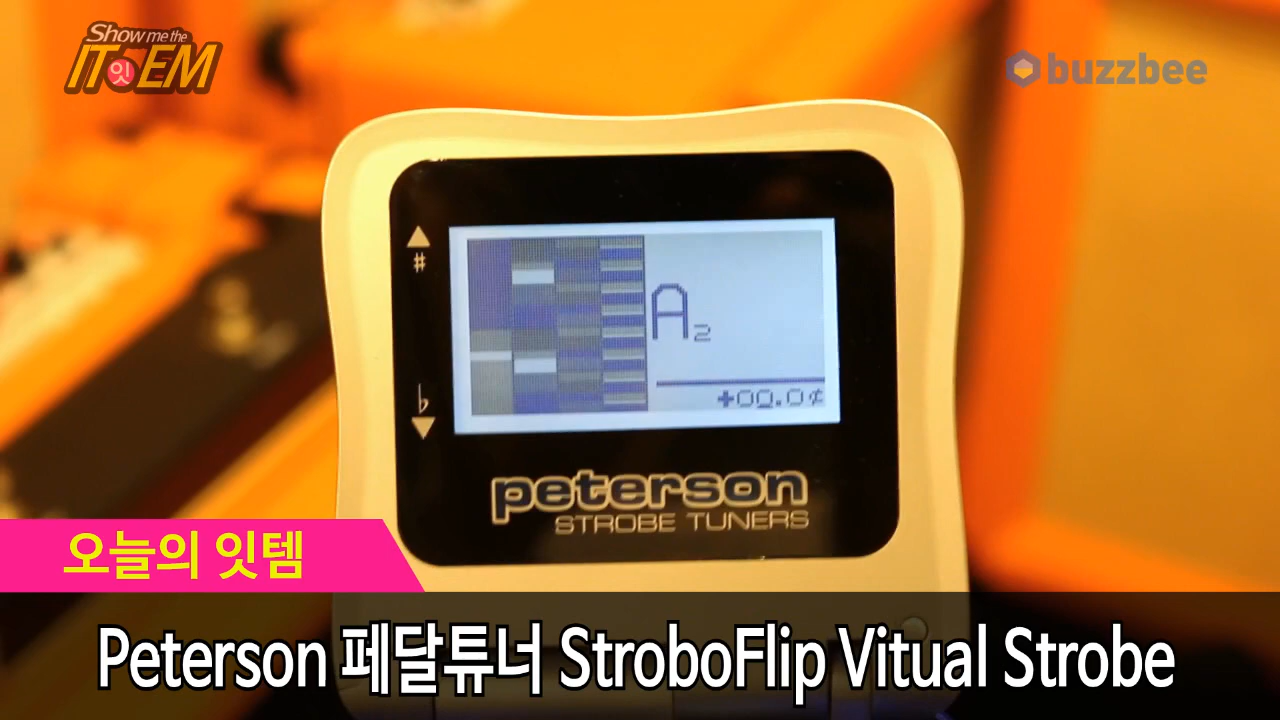 Show me the
IT잇EM
buzzbee
#
♭
A2
+00.0¢
peterson
STROBE TUNERS
오늘의 잇템
Peterson 페달튜너 StroboFlip Vitual Strobe